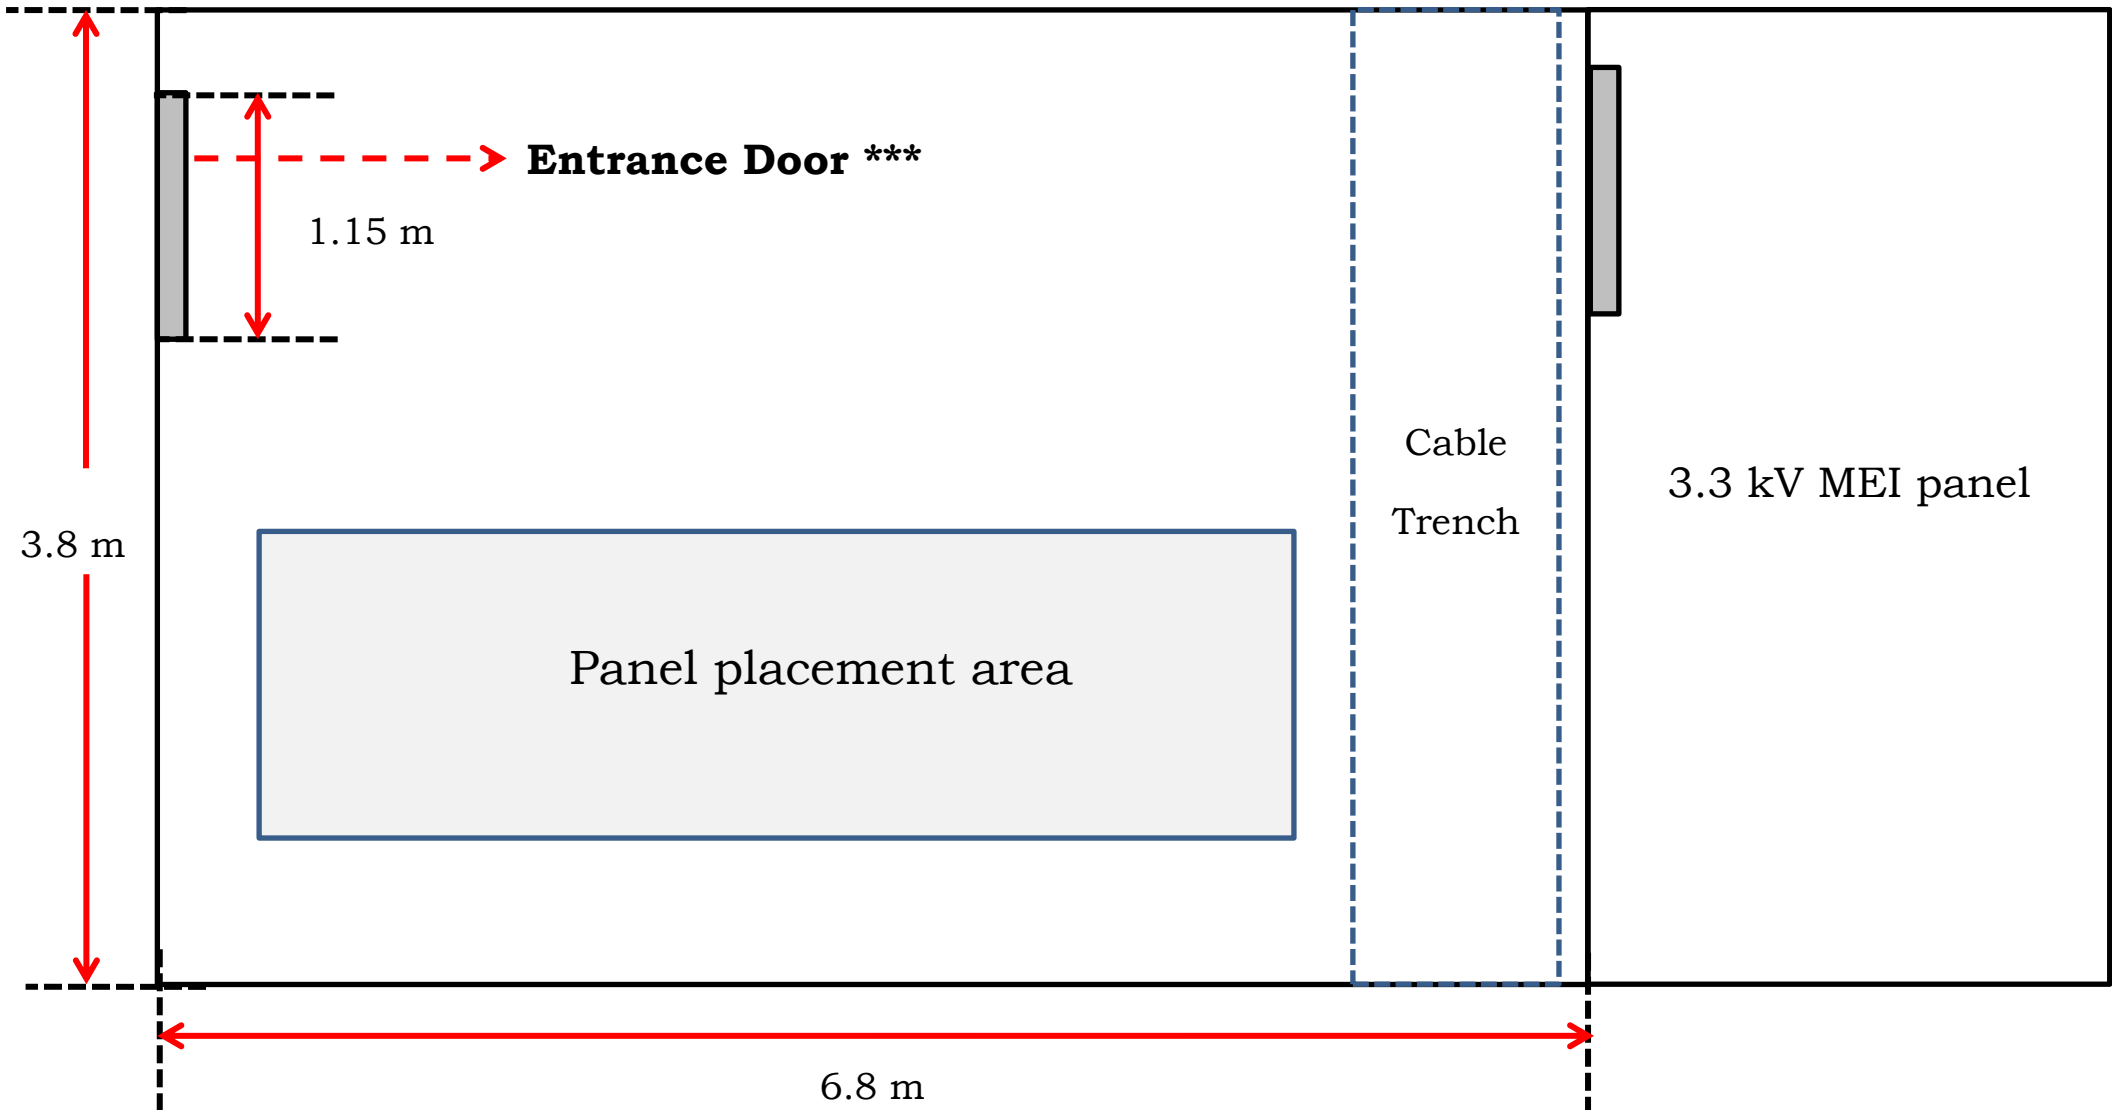 Entrance Door ***
1.15 m
Cable
Trench
3.3 kV MEI panel
3.8 m
Panel placement area
6.8 m